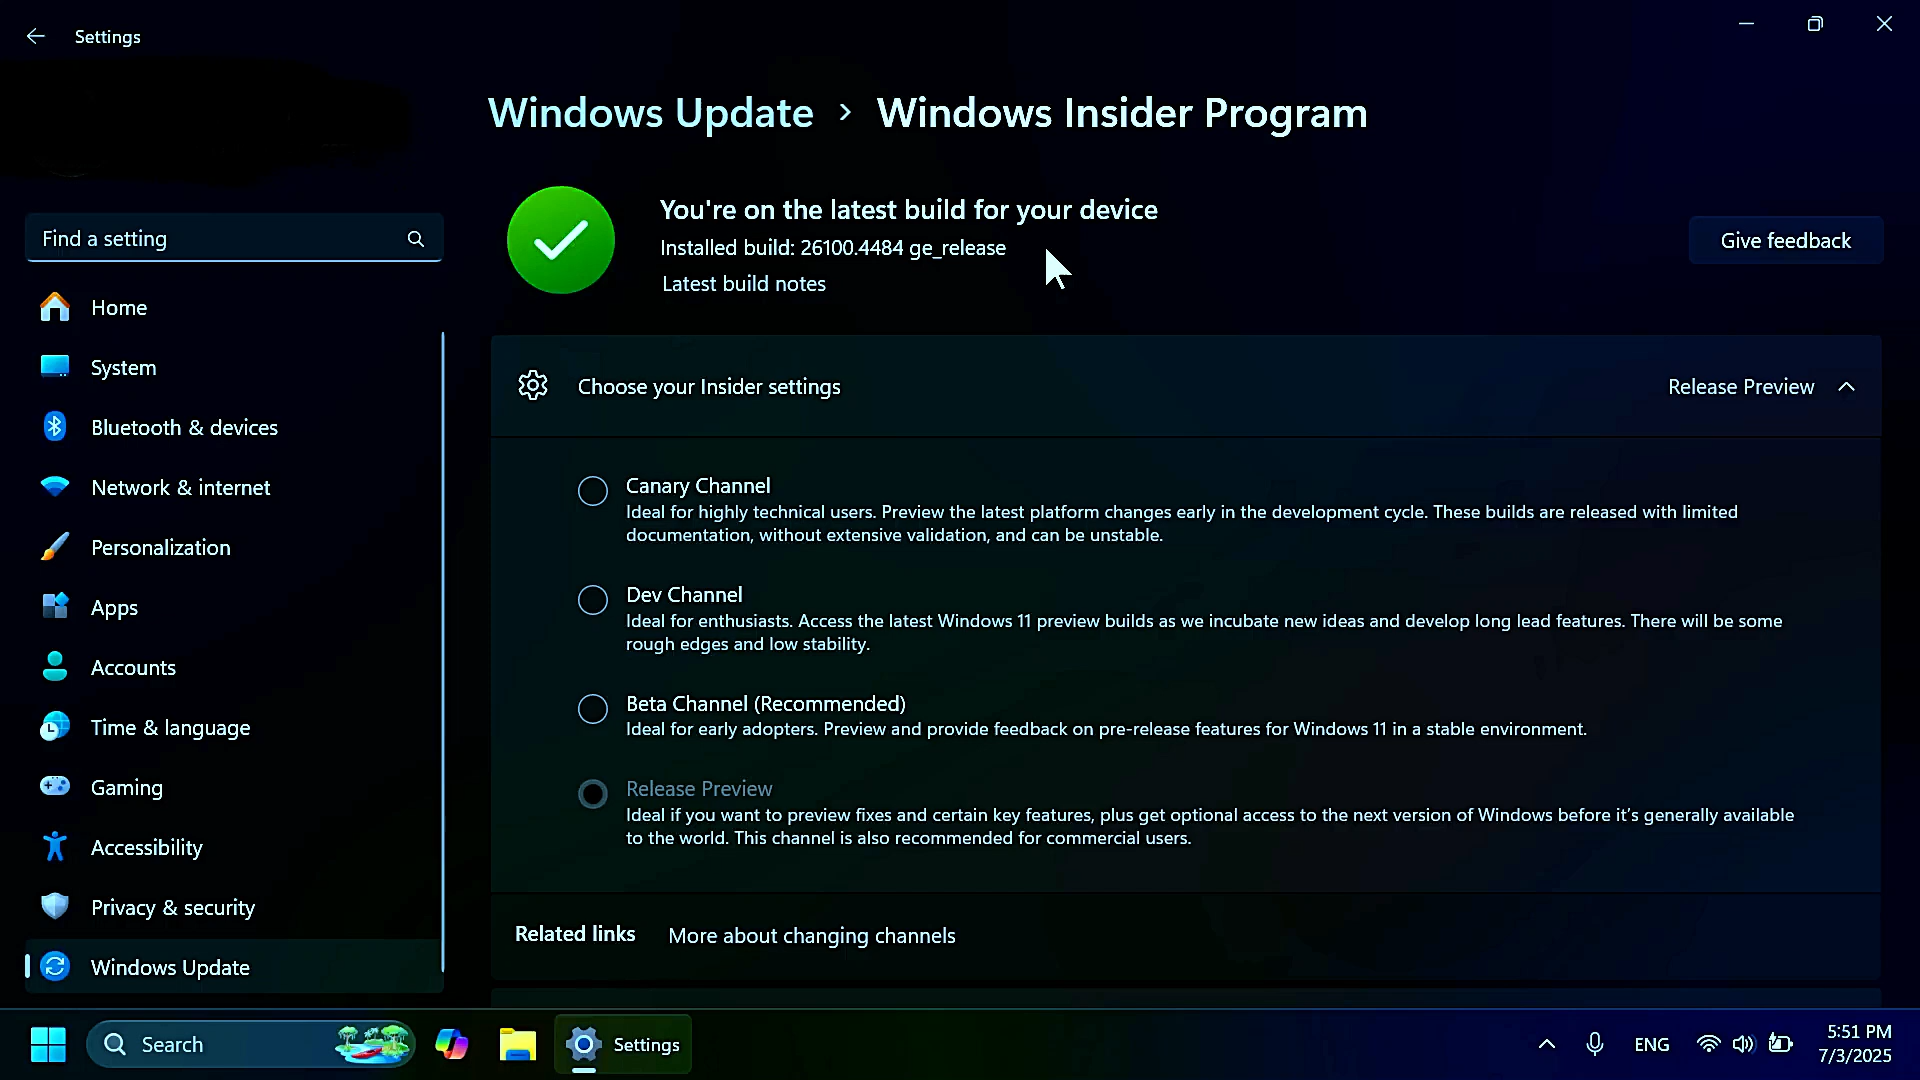 Settings
Windows Update > Windows Insider Program
You're on the latest build for your device
Installed build: 26100.4484 ge_release
Latest build notes
Give feedback
Find a setting
Home
System
Bluetooth & devices
Network & internet
Personalization
Apps
Accounts
Time & language
Gaming
Accessibility
Privacy & security
Windows Update
Choose your Insider settings
Release Preview
Canary Channel
Ideal for highly technical users. Preview the latest platform changes early in the development cycle. These builds are released with limited
documentation, without extensive validation, and can be unstable.
Dev Channel
Ideal for enthusiasts. Access the latest Windows 11 preview builds as we incubate new ideas and develop long lead features. There will be some
rough edges and low stability.
Beta Channel (Recommended)
Ideal for early adopters. Preview and provide feedback on pre-release features for Windows 11 in a stable environment.
Release Preview
Ideal if you want to preview fixes and certain key features, plus get optional access to the next version of Windows before it's generally available
to the world. This channel is also recommended for commercial users.
Related links
More about changing channels
Search
Settings
ENG
5:51 PM
7/3/2025